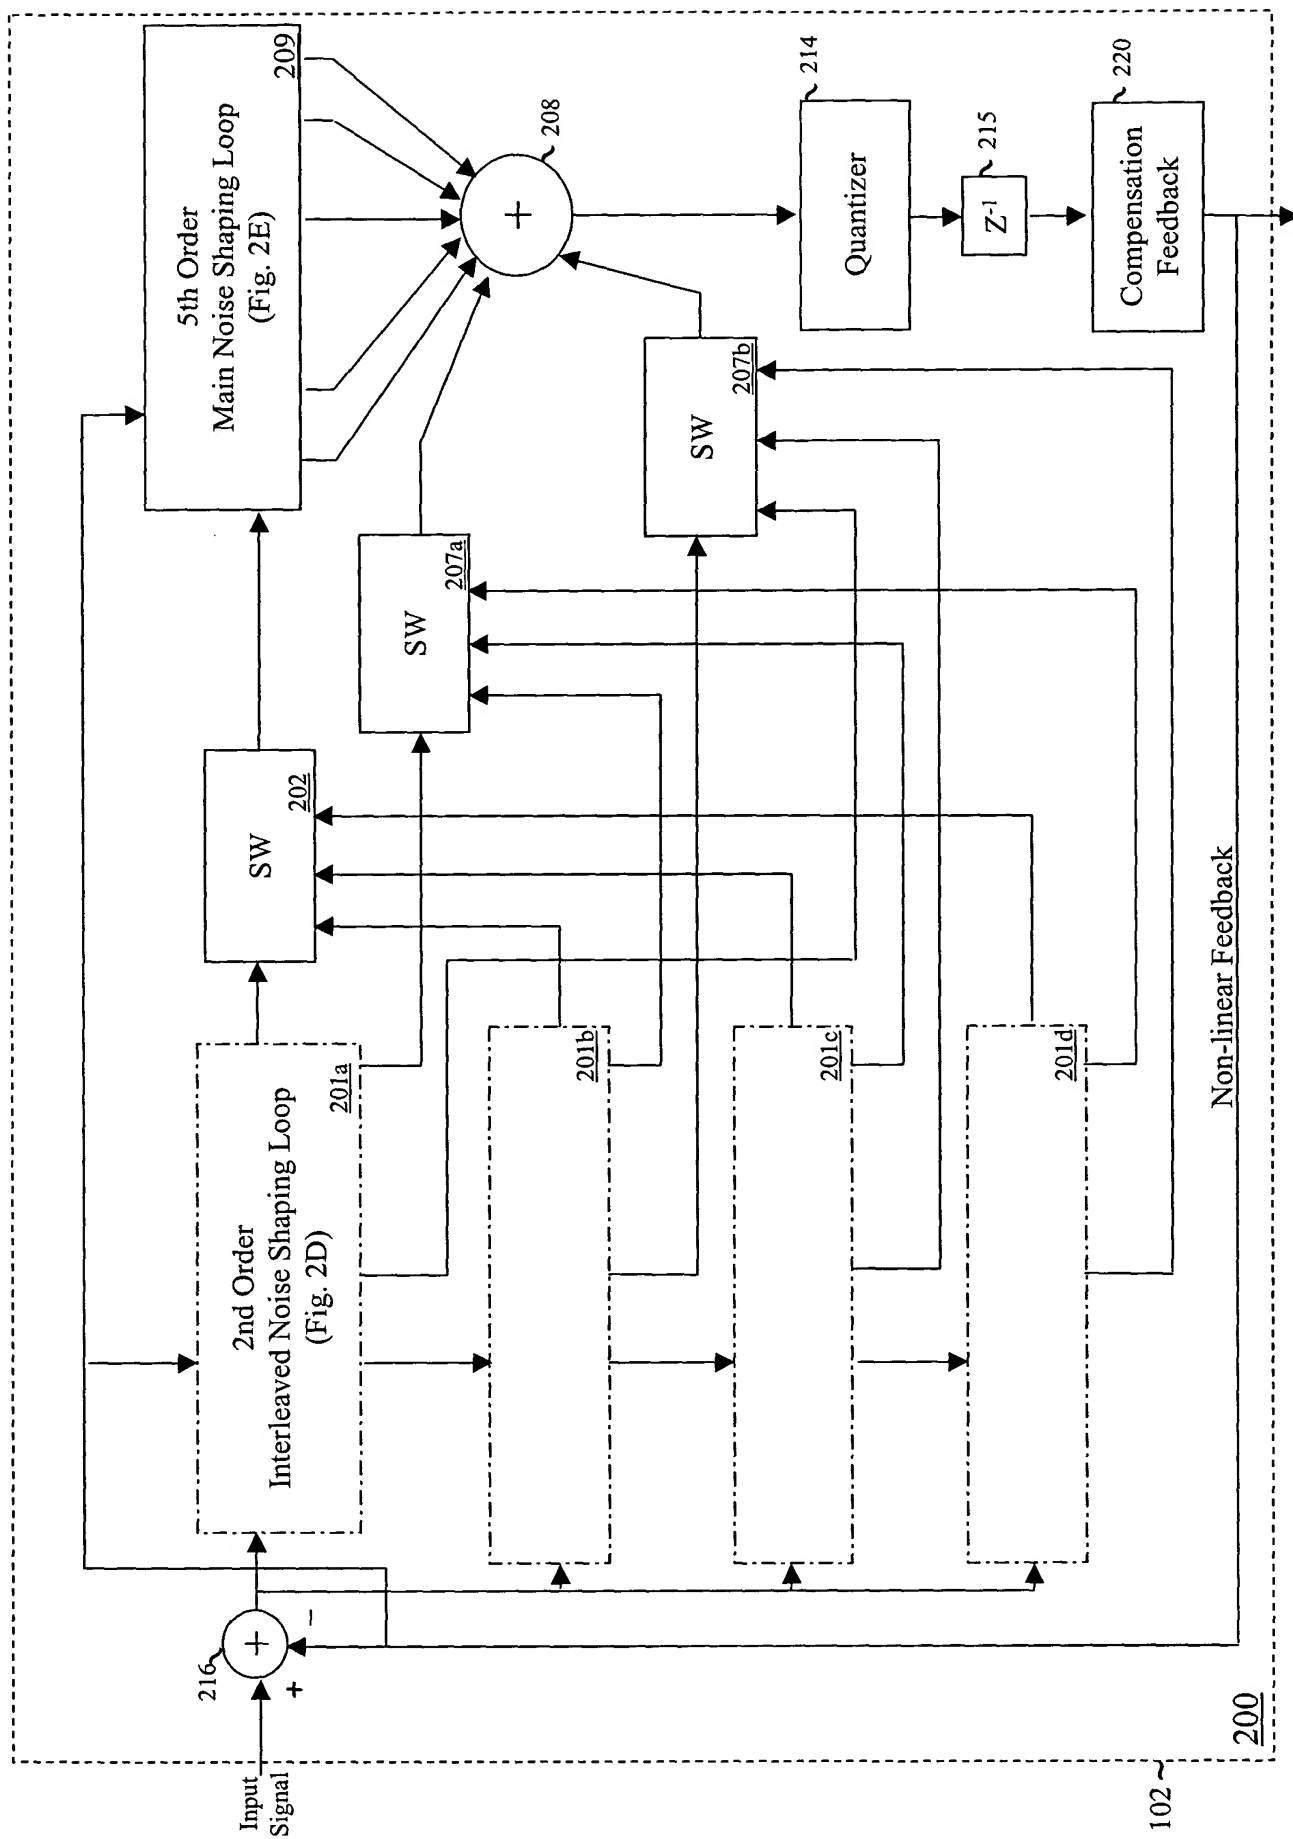 Input
Signal
216
+
+
−
2nd Order
Interleaved Noise Shaping Loop
(Fig. 2D)
201a
201b
201c
201d
SW
202
SW
207a
SW
207b
5th Order
Main Noise Shaping Loop
(Fig. 2E)
209
+
208
Quantizer
214
Z-1
215
Compensation
Feedback
220
Non-linear Feedback
200
102